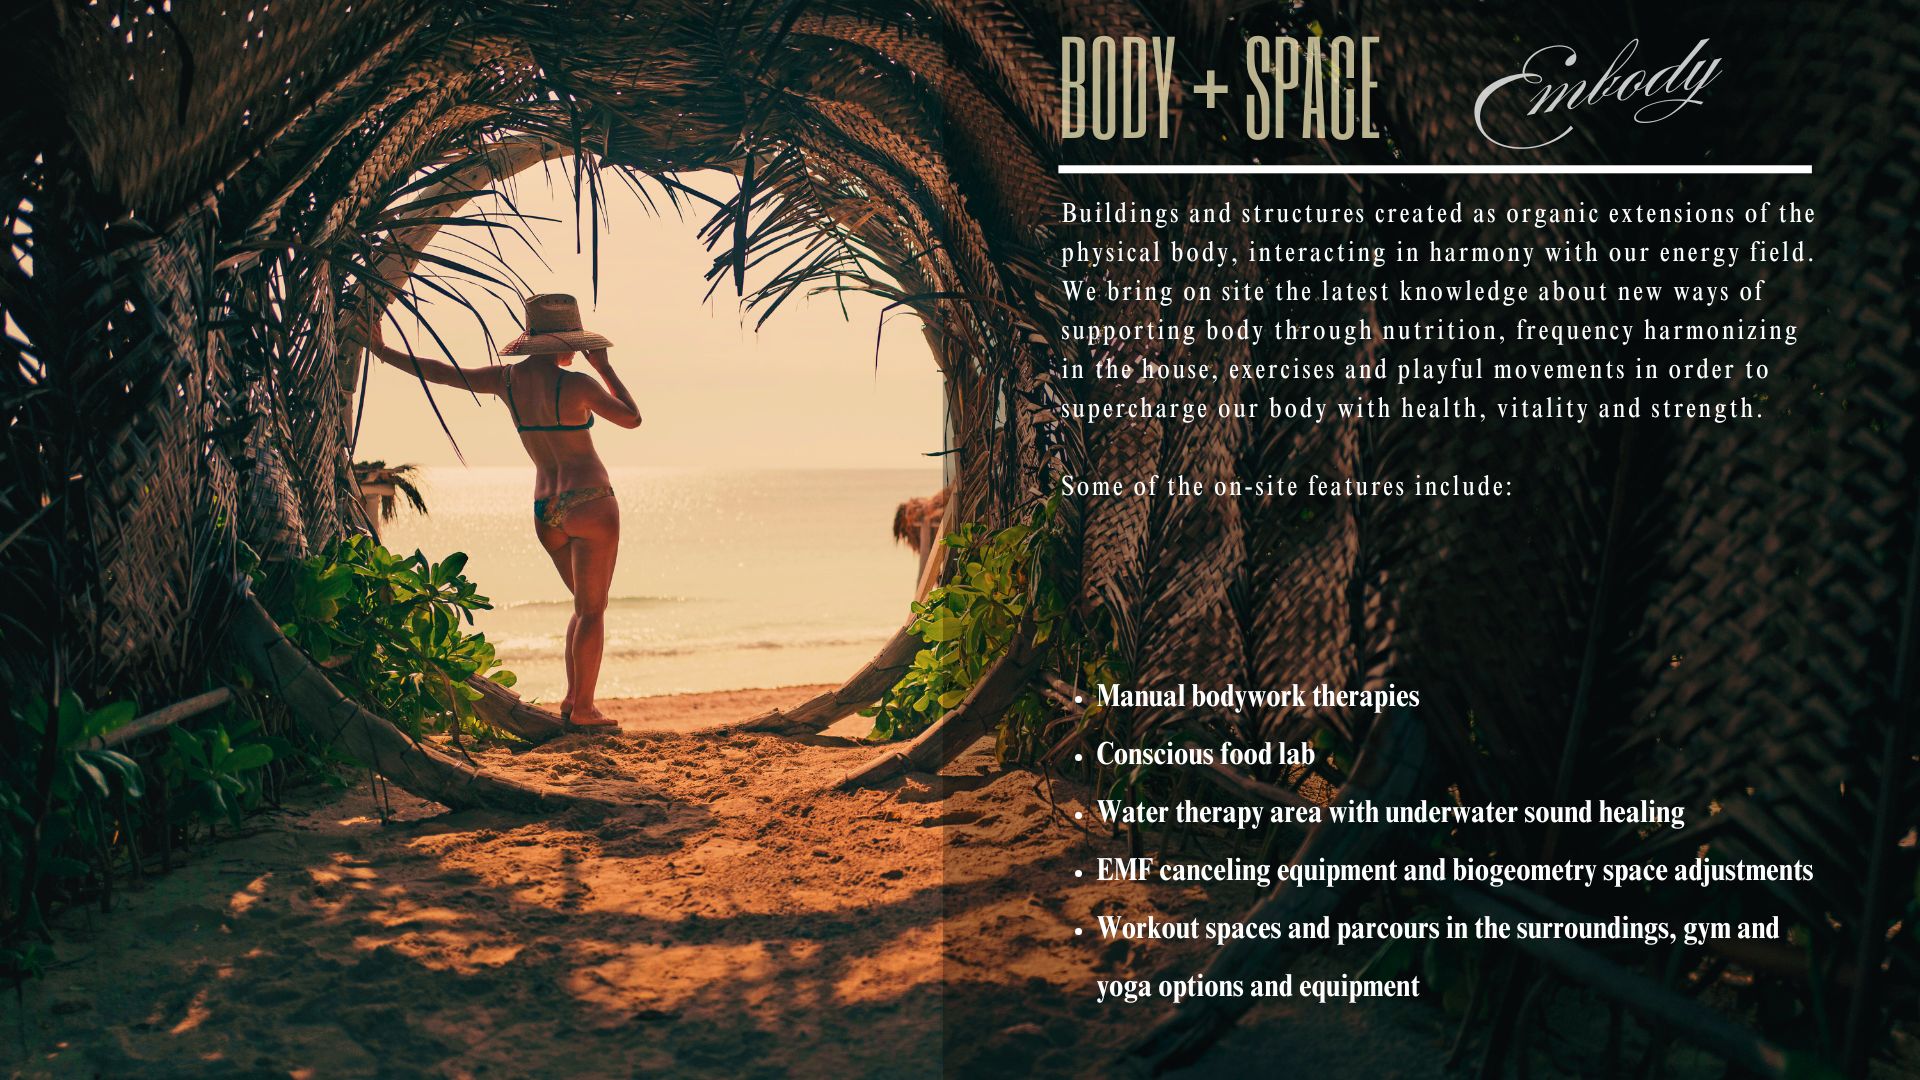 BODY + SPACE
Embody
Buildings and structures created as organic extensions of the
physical body, interacting in harmony with our energy field.
We bring on site the latest knowledge about new ways of
supporting body through nutrition, frequency harmonizing
in the house, exercises and playful movements in order to
supercharge our body with health, vitality and strength.
Some of the on-site features include:
• Manual bodywork therapies
• Conscious food lab
• Water therapy area with underwater sound healing
• EMF canceling equipment and biogeometry space adjustments
• Workout spaces and parcours in the surroundings, gym and
yoga options and equipment